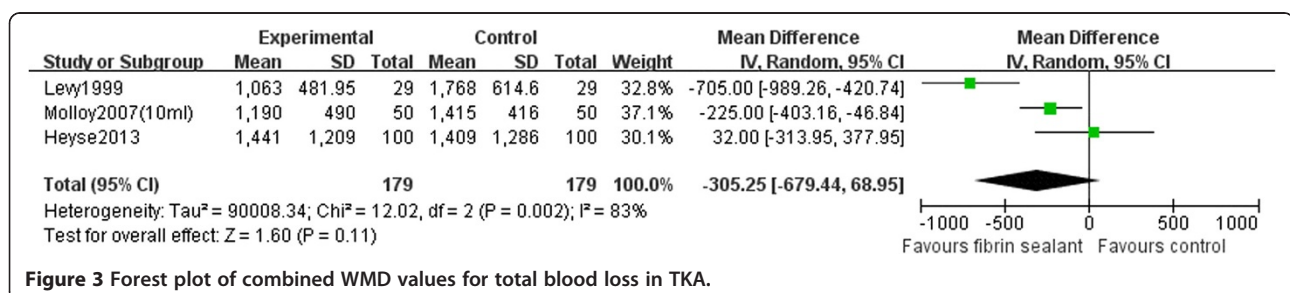 Experimental Control Mean Difference Mean Difference
Study or Subgroup Mean SD Total Mean SD Total Weight IV, Random, 95% CI IV, Random, 95% CI
Levy1999 1,063 481.95 29 1,768 614.6 29 32.8% -705.00 [-989.26, -420.74]
Molloy2007(10ml) 1,190 490 50 1,415 416 50 37.1% -225.00 [-403.16, -46.84]
Heyse2013 1,441 1,209 100 1,409 1,286 100 30.1% 32.00 [-313.95, 377.95]
Total (95% CI) 179 179 100.0% -305.25 [-679.44, 68.95]
Heterogeneity: Tau² = 90008.34; Chi² = 12.02, df = 2 (P = 0.002); I² = 83%
Test for overall effect: Z = 1.60 (P = 0.11)
-1000 -500 0 500 1000
Favours fibrin sealant Favours control
Figure 3 Forest plot of combined WMD values for total blood loss in TKA.